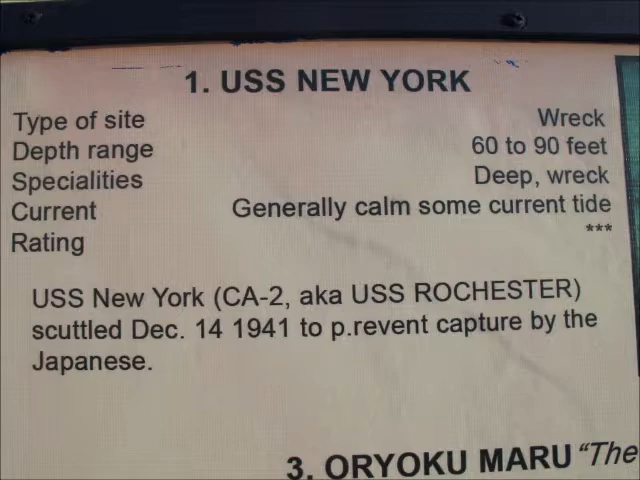 1. USS NEW YORK
Type of site Wreck
Depth range 60 to 90 feet
Specialities Deep, wreck
Current Generally calm some current tide
Rating ***
USS New York (CA-2, aka USS ROCHESTER)
scuttled Dec. 14 1941 to p.revent capture by the
Japanese.
3. ORYOKU MARU “The